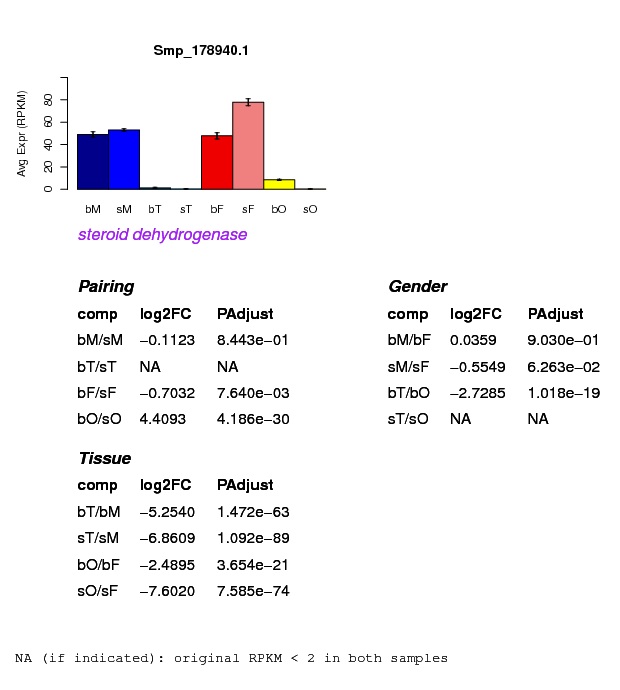 Smp_178940.1
Avg Expr (RPKM)
80
60
40
20
0
bM sM bT sT bF sF bO sO
steroid dehydrogenase
Pairing
comp log2FC PAdjust
bM/sM −0.1123 8.443e−01
bT/sT NA NA
bF/sF −0.7032 7.640e−03
bO/sO 4.4093 4.186e−30
Gender
comp log2FC PAdjust
bM/bF 0.0359 9.030e−01
sM/sF −0.5549 6.263e−02
bT/bO −2.7285 1.018e−19
sT/sO NA NA
Tissue
comp log2FC PAdjust
bT/bM −5.2540 1.472e−63
sT/sM −6.8609 1.092e−89
bO/bF −2.4895 3.654e−21
sO/sF −7.6020 7.585e−74
NA (if indicated): original RPKM < 2 in both samples